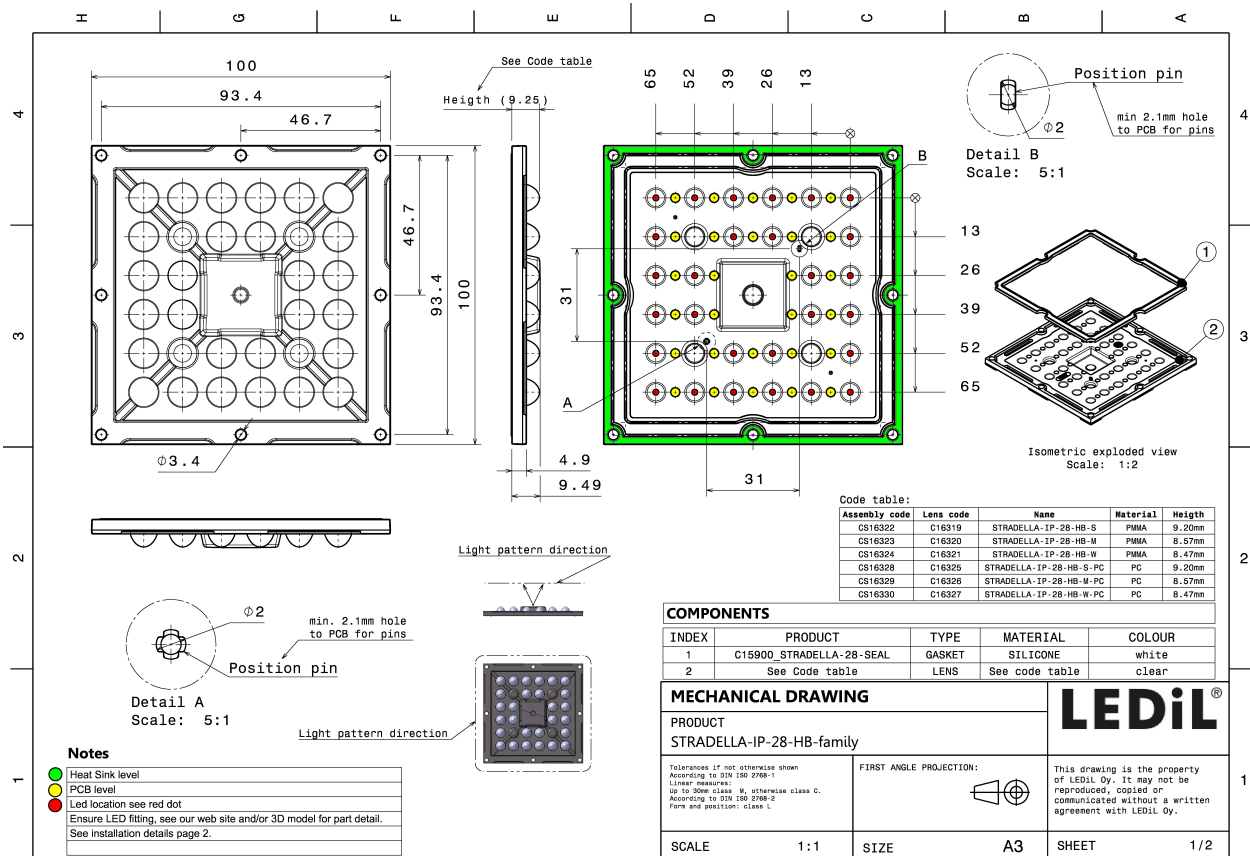 H G F E D C B A
4
3
2
1
4
3
2
1
100
93.4
46.7
46.7
93.4
100
∅3.4
See Code table
Heigth (9.25)
4.9
9.49
65
52
39
26
13
B
13
26
39
52
65
31
A
31
Position pin
min 2.1mm hole
to PCB for pins
∅2
Detail B
Scale: 5:1
1
2
Isometric exploded view
Scale: 1:2
∅2
min. 2.1mm hole
to PCB for pins
Position pin
Detail A
Scale: 5:1
Light pattern direction
Light pattern direction
Code table:
Assembly code Lens code Name Material Heigth
CS16322 C16319 STRADELLA-IP-28-HB-S PMMA 9.20mm
CS16323 C16320 STRADELLA-IP-28-HB-M PMMA 8.57mm
CS16324 C16321 STRADELLA-IP-28-HB-W PMMA 8.47mm
CS16328 C16325 STRADELLA-IP-28-HB-S-PC PC 9.20mm
CS16329 C16326 STRADELLA-IP-28-HB-M-PC PC 8.57mm
CS16330 C16327 STRADELLA-IP-28-HB-W-PC PC 8.47mm
COMPONENTS
INDEX PRODUCT TYPE MATERIAL COLOUR
1 C15900_STRADELLA-28-SEAL GASKET SILICONE white
2 See Code table LENS See code table clear
MECHANICAL DRAWING
PRODUCT
STRADELLA-IP-28-HB-family
LEDiL®
Tolerances if not otherwise shown
According to DIN ISO 2768-1
Linear measures:
Up to 30mm class M, otherwise class C.
According to DIN ISO 2768-2
Form and position: class L
FIRST ANGLE PROJECTION:
This drawing is the property
of LEDiL Oy. It may not be
reproduced, copied or
communicated without a written
agreement with LEDiL Oy.
SCALE 1:1 SIZE A3 SHEET 1/2
Notes
Heat Sink level
PCB level
Led location see red dot
Ensure LED fitting, see our web site and/or 3D model for part detail.
See installation details page 2.